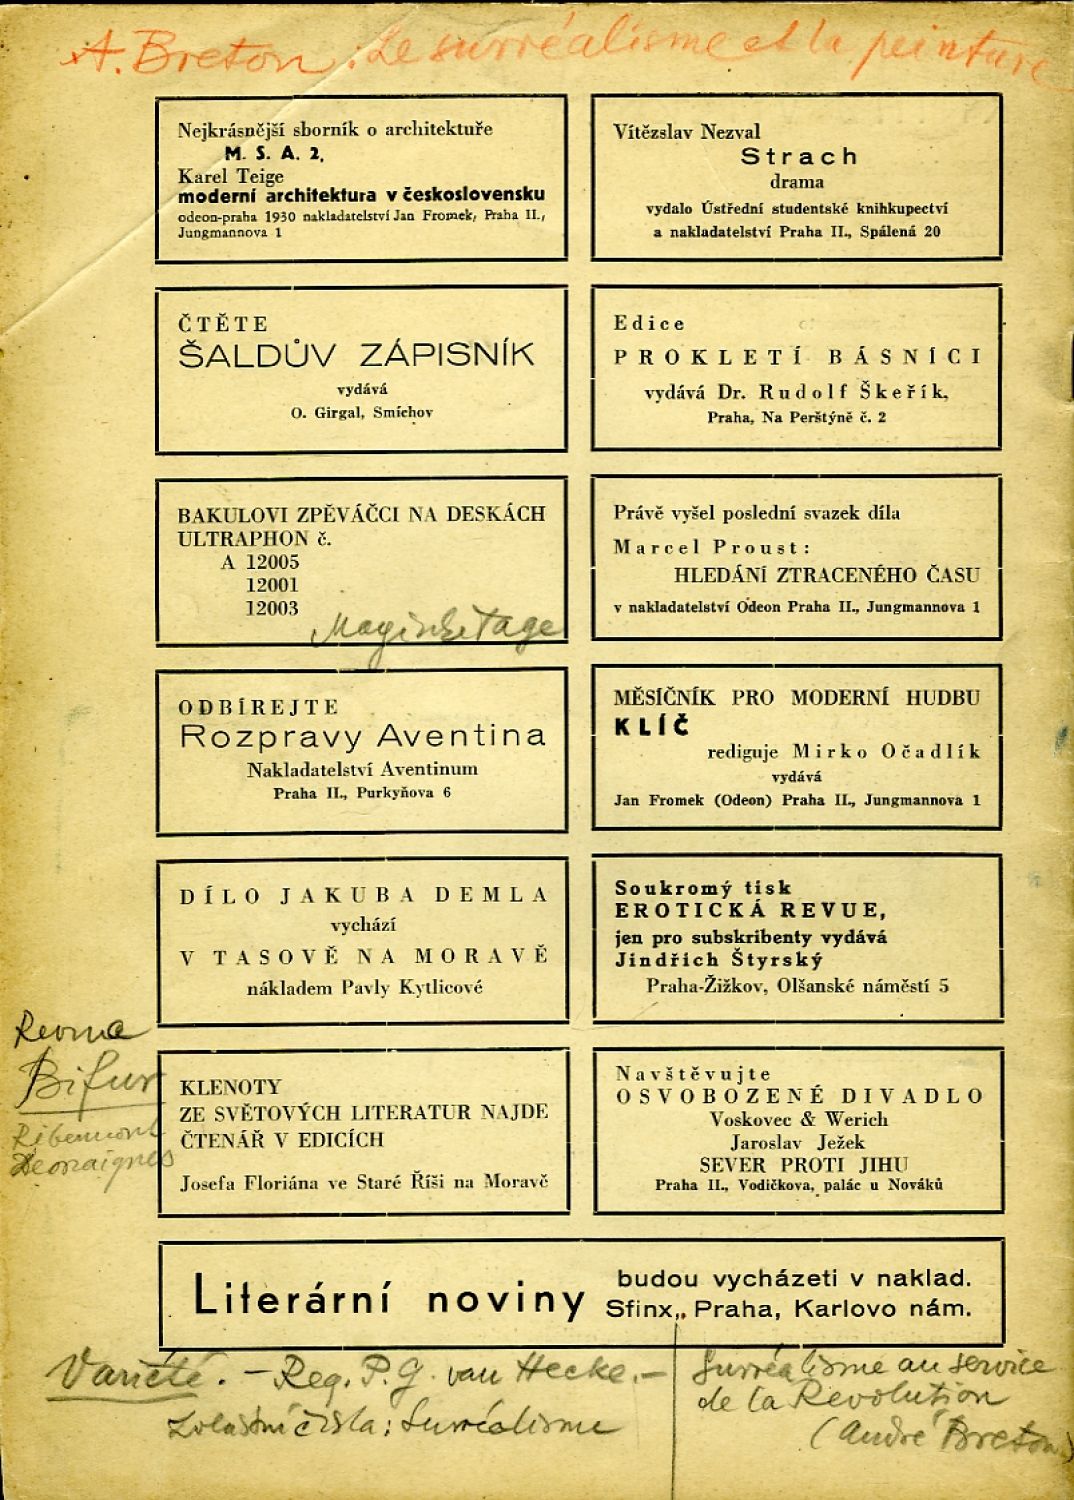 A. Breton: Le surréalisme et la peinture
Nejkrásnější sborník o architektuře
M. S. A. 2,
Karel Teige
moderní architektura v československu
odeon-praha 1930 nakladatelství Jan Fromek, Praha II.,
Jungmannova 1
Vítězslav Nezval
Strach
drama
vydalo Ústřední studentské knihkupectví
a nakladatelství Praha II., Spálená 20
ČTĚTE
ŠALDŮV ZÁPISNÍK
vydává
O. Girgal, Smíchov
Edice
PROKLETÍ BÁSNÍCI
vydává Dr. Rudolf Škeřík,
Praha, Na Perštýně č. 2
BAKULOVI ZPĚVÁČCI NA DESKÁCH
ULTRAPHON č.
A 12005
12001
12003
Právě vyšel poslední svazek díla
Marcel Proust:
HLEDÁNÍ ZTRACENÉHO ČASU
v nakladatelství Odeon Praha II., Jungmannova 1
ODBÍREJTE
Rozpravy Aventina
Nakladatelství Aventinum
Praha II., Purkyňova 6
MĚSÍČNÍK PRO MODERNÍ HUDBU
KLÍČ
rediguje Mirko Očadlík
vydává
Jan Fromek (Odeon) Praha II., Jungmannova 1
DÍLO JAKUBA DEMLA
vychází
V TASOVĚ NA MORAVĚ
nákladem Pavly Kytlicové
Soukromý tisk
EROTICKÁ REVUE,
jen pro subskribenty vydává
Jindřich Štyrský
Praha-Žižkov, Olšanské náměstí 5
Bifur
Ribemont
KLENOTY
ZE SVĚTOVÝCH LITERATUR NAJDE
ČTENÁŘ V EDICÍCH
Josefa Floriána ve Staré Říši na Moravě
Navštěvujte
OSVOBOZENÉ DIVADLO
Voskovec & Werich
Jaroslav Ježek
SEVER PROTI JIHU
Praha II., Vodičkova, palác u Nováků
Literární noviny
budou vycházeti v naklad.
Sfinx,, Praha, Karlovo nám.
Varieté. – Reg. P. G. van Hecke. –
Zvláštní čísla: Surréalisme
Surréalisme au service
de la Revolution
(André Breton)